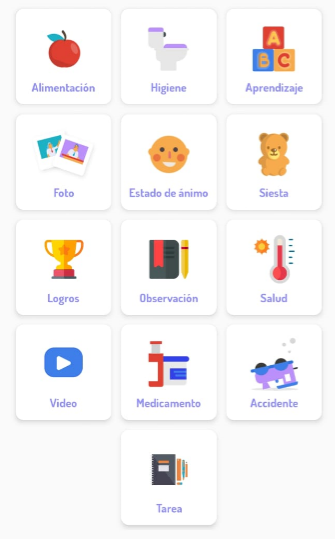 Alimentación
Higiene
Aprendizaje
A
B C
Foto
Estado de ánimo
Siesta
Logros
Observación
Salud
Video
Medicamento
Accidente
Tarea